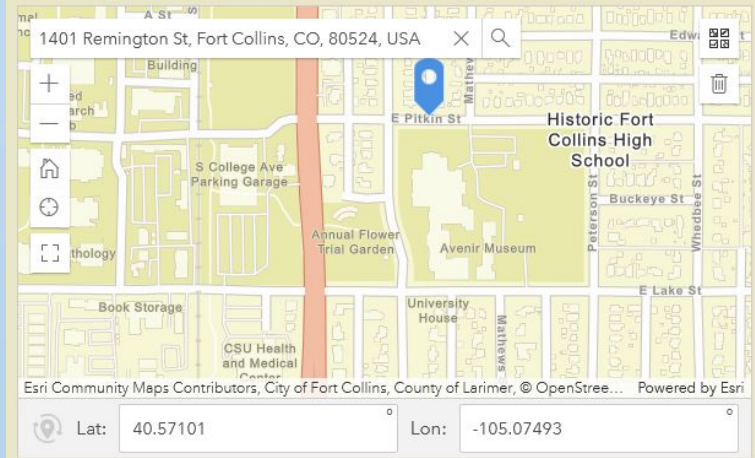 A St
1401 Remington St, Fort Collins, CO, 80524, USA
Building
E Pitkin St
Historic Fort
Collins High
School
S College Ave
Parking Garage
Peterson St
Buckeye St
Whedbee St
Annual Flower
Trial Garden
Avenir Museum
thology
E Lake St
Book Storage
University
House
Mathews
CSU Health
and Medical
Center
Esri Community Maps Contributors, City of Fort Collins, County of Larimer, © OpenStree... Powered by Esri
Lat: 40.57101 °
Lon: -105.07493 °